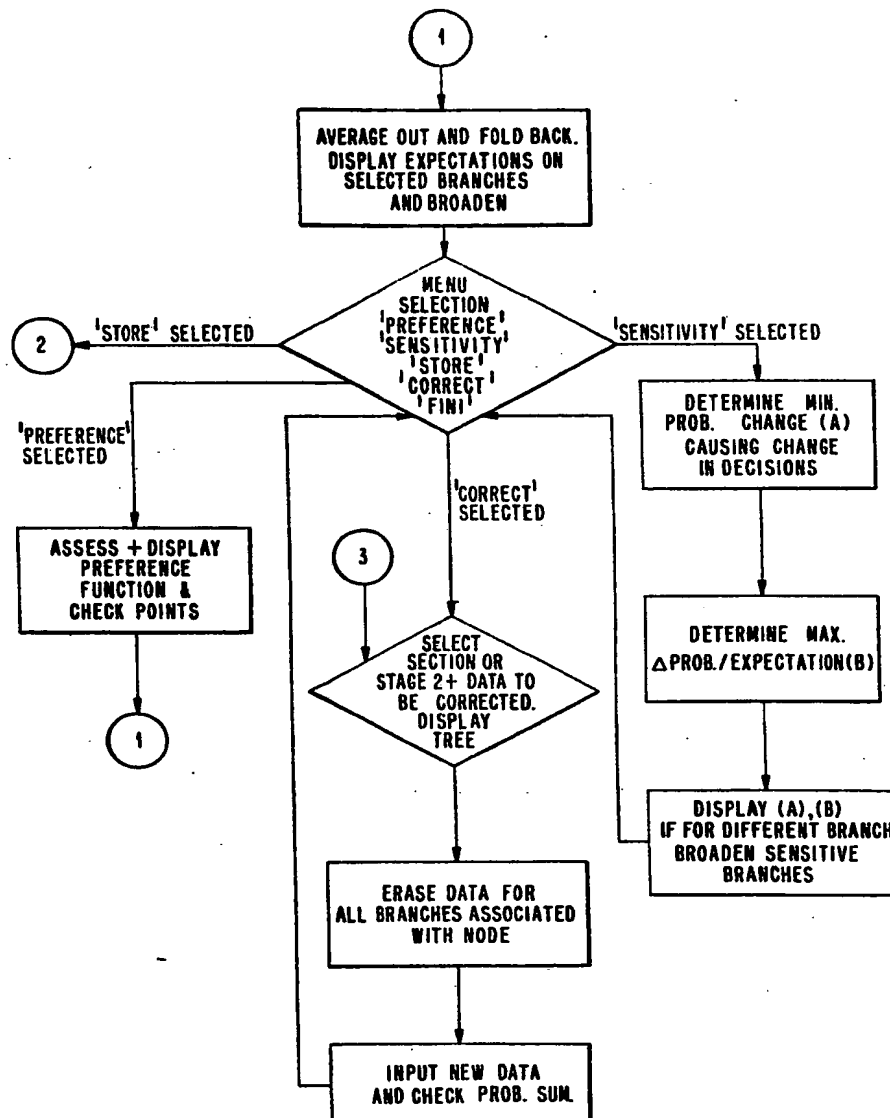 1
AVERAGE OUT AND FOLD BACK.
DISPLAY EXPECTATIONS ON
SELECTED BRANCHES
AND BROADEN
MENU
SELECTION
'PREFERENCE'
'SENSITIVITY'
'STORE'
'CORRECT'
'FINI'
2
'STORE' SELECTED
'SENSITIVITY' SELECTED
'PREFERENCE'
SELECTED
DETERMINE MIN.
PROB. CHANGE (A)
CAUSING CHANGE
IN DECISIONS
'CORRECT'
SELECTED
ASSESS + DISPLAY
PREFERENCE
FUNCTION &
CHECK POINTS
3
SELECT
SECTION OR
STAGE 2+ DATA TO
BE CORRECTED.
DISPLAY
TREE
DETERMINE MAX.
△PROB./EXPECTATION(B)
1
DISPLAY (A),(B)
IF FOR DIFFERENT BRANCH
BROADEN SENSITIVE
BRANCHES
ERASE DATA FOR
ALL BRANCHES ASSOCIATED
WITH NODE
INPUT NEW DATA
AND CHECK PROB. SUM.